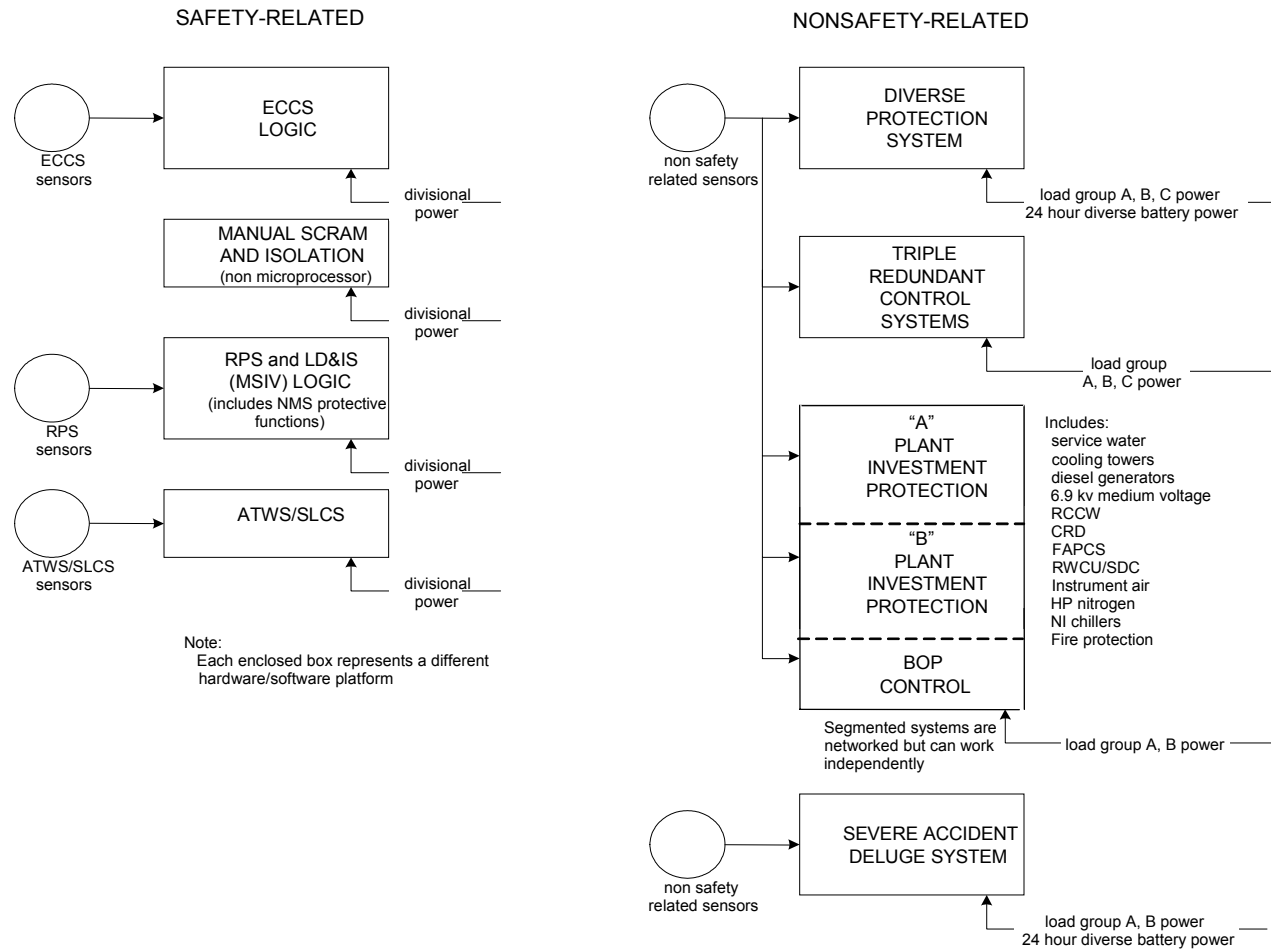 SAFETY-RELATED
ECCS
LOGIC
ECCS
sensors
divisional
power
MANUAL SCRAM
AND ISOLATION
(non microprocessor)
divisional
power
RPS and LD&IS
(MSIV) LOGIC
(includes NMS protective
functions)
RPS
sensors
divisional
power
ATWS/SLCS
ATWS/SLCS
sensors
divisional
power
Note:
Each enclosed box represents a different
hardware/software platform
NONSAFETY-RELATED
DIVERSE
PROTECTION
SYSTEM
non safety
related sensors
load group A, B, C power
24 hour diverse battery power
TRIPLE
REDUNDANT
CONTROL
SYSTEMS
load group
A, B, C power
“A”
PLANT
INVESTMENT
PROTECTION
“B”
PLANT
INVESTMENT
PROTECTION
BOP
CONTROL
Includes:
service water
cooling towers
diesel generators
6.9 kv medium voltage
RCCW
CRD
FAPCS
RWCU/SDC
Instrument air
HP nitrogen
NI chillers
Fire protection
Segmented systems are
networked but can work
independently
load group A, B power
SEVERE ACCIDENT
DELUGE SYSTEM
non safety
related sensors
load group A, B power
24 hour diverse battery power